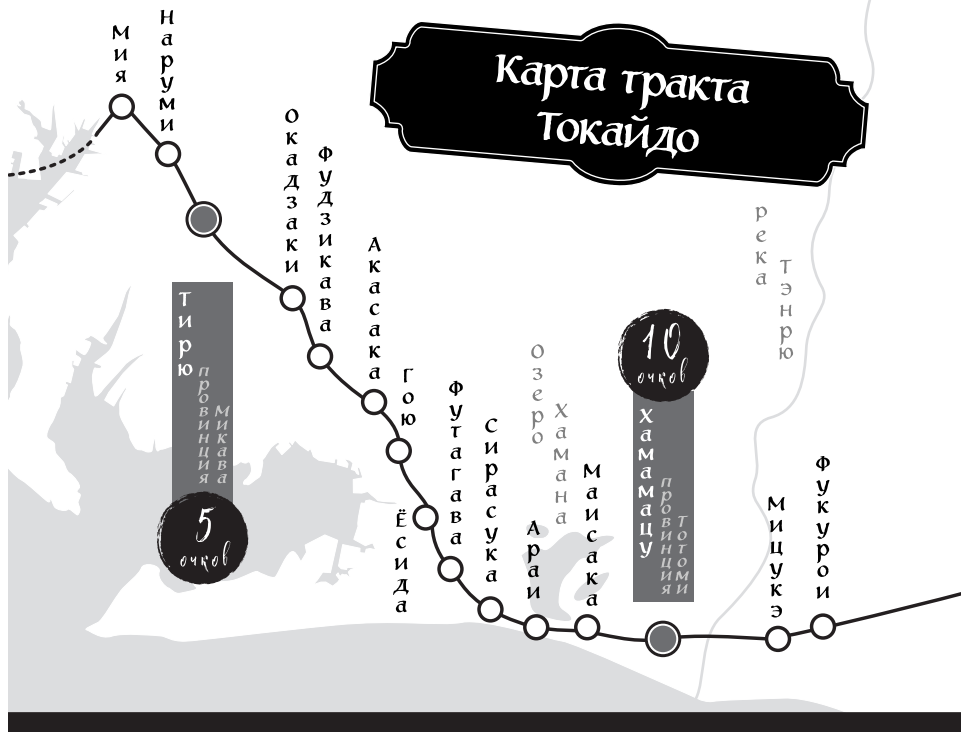 Карта тракта
Токайдо
Мия
Наруми
Тирю
провинция
Микава
5
очков
Окадзаки
Фудзикава
Акасака
Гою
Ёсида
Футагава
Сирасука
Араи
Озеро
Хамана
Маисака
10
очков
Хамамацу
провинция
Тотоми
река
Тэнрю
Мицукэ
Фукурои